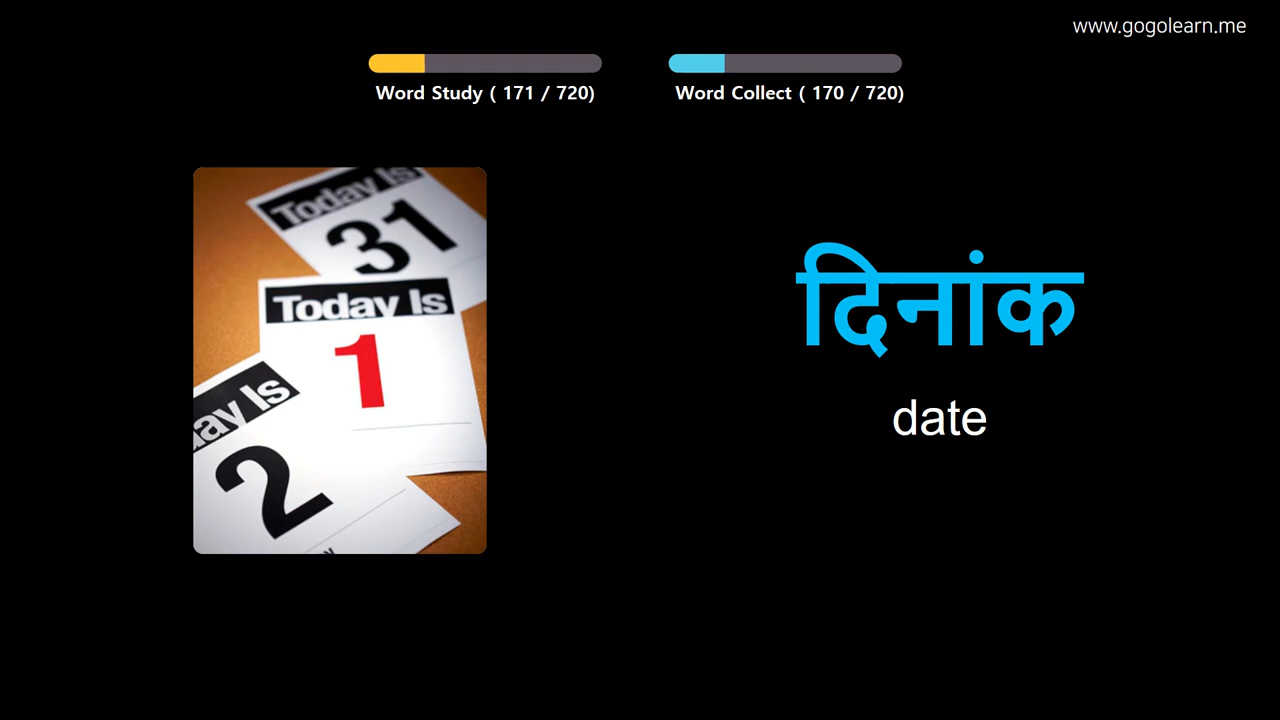 www.gogolearn.me
Word Study ( 171 / 720)
Word Collect ( 170 / 720)
Today Is
31
Today Is
1
ay Is
2
दिनांक
date